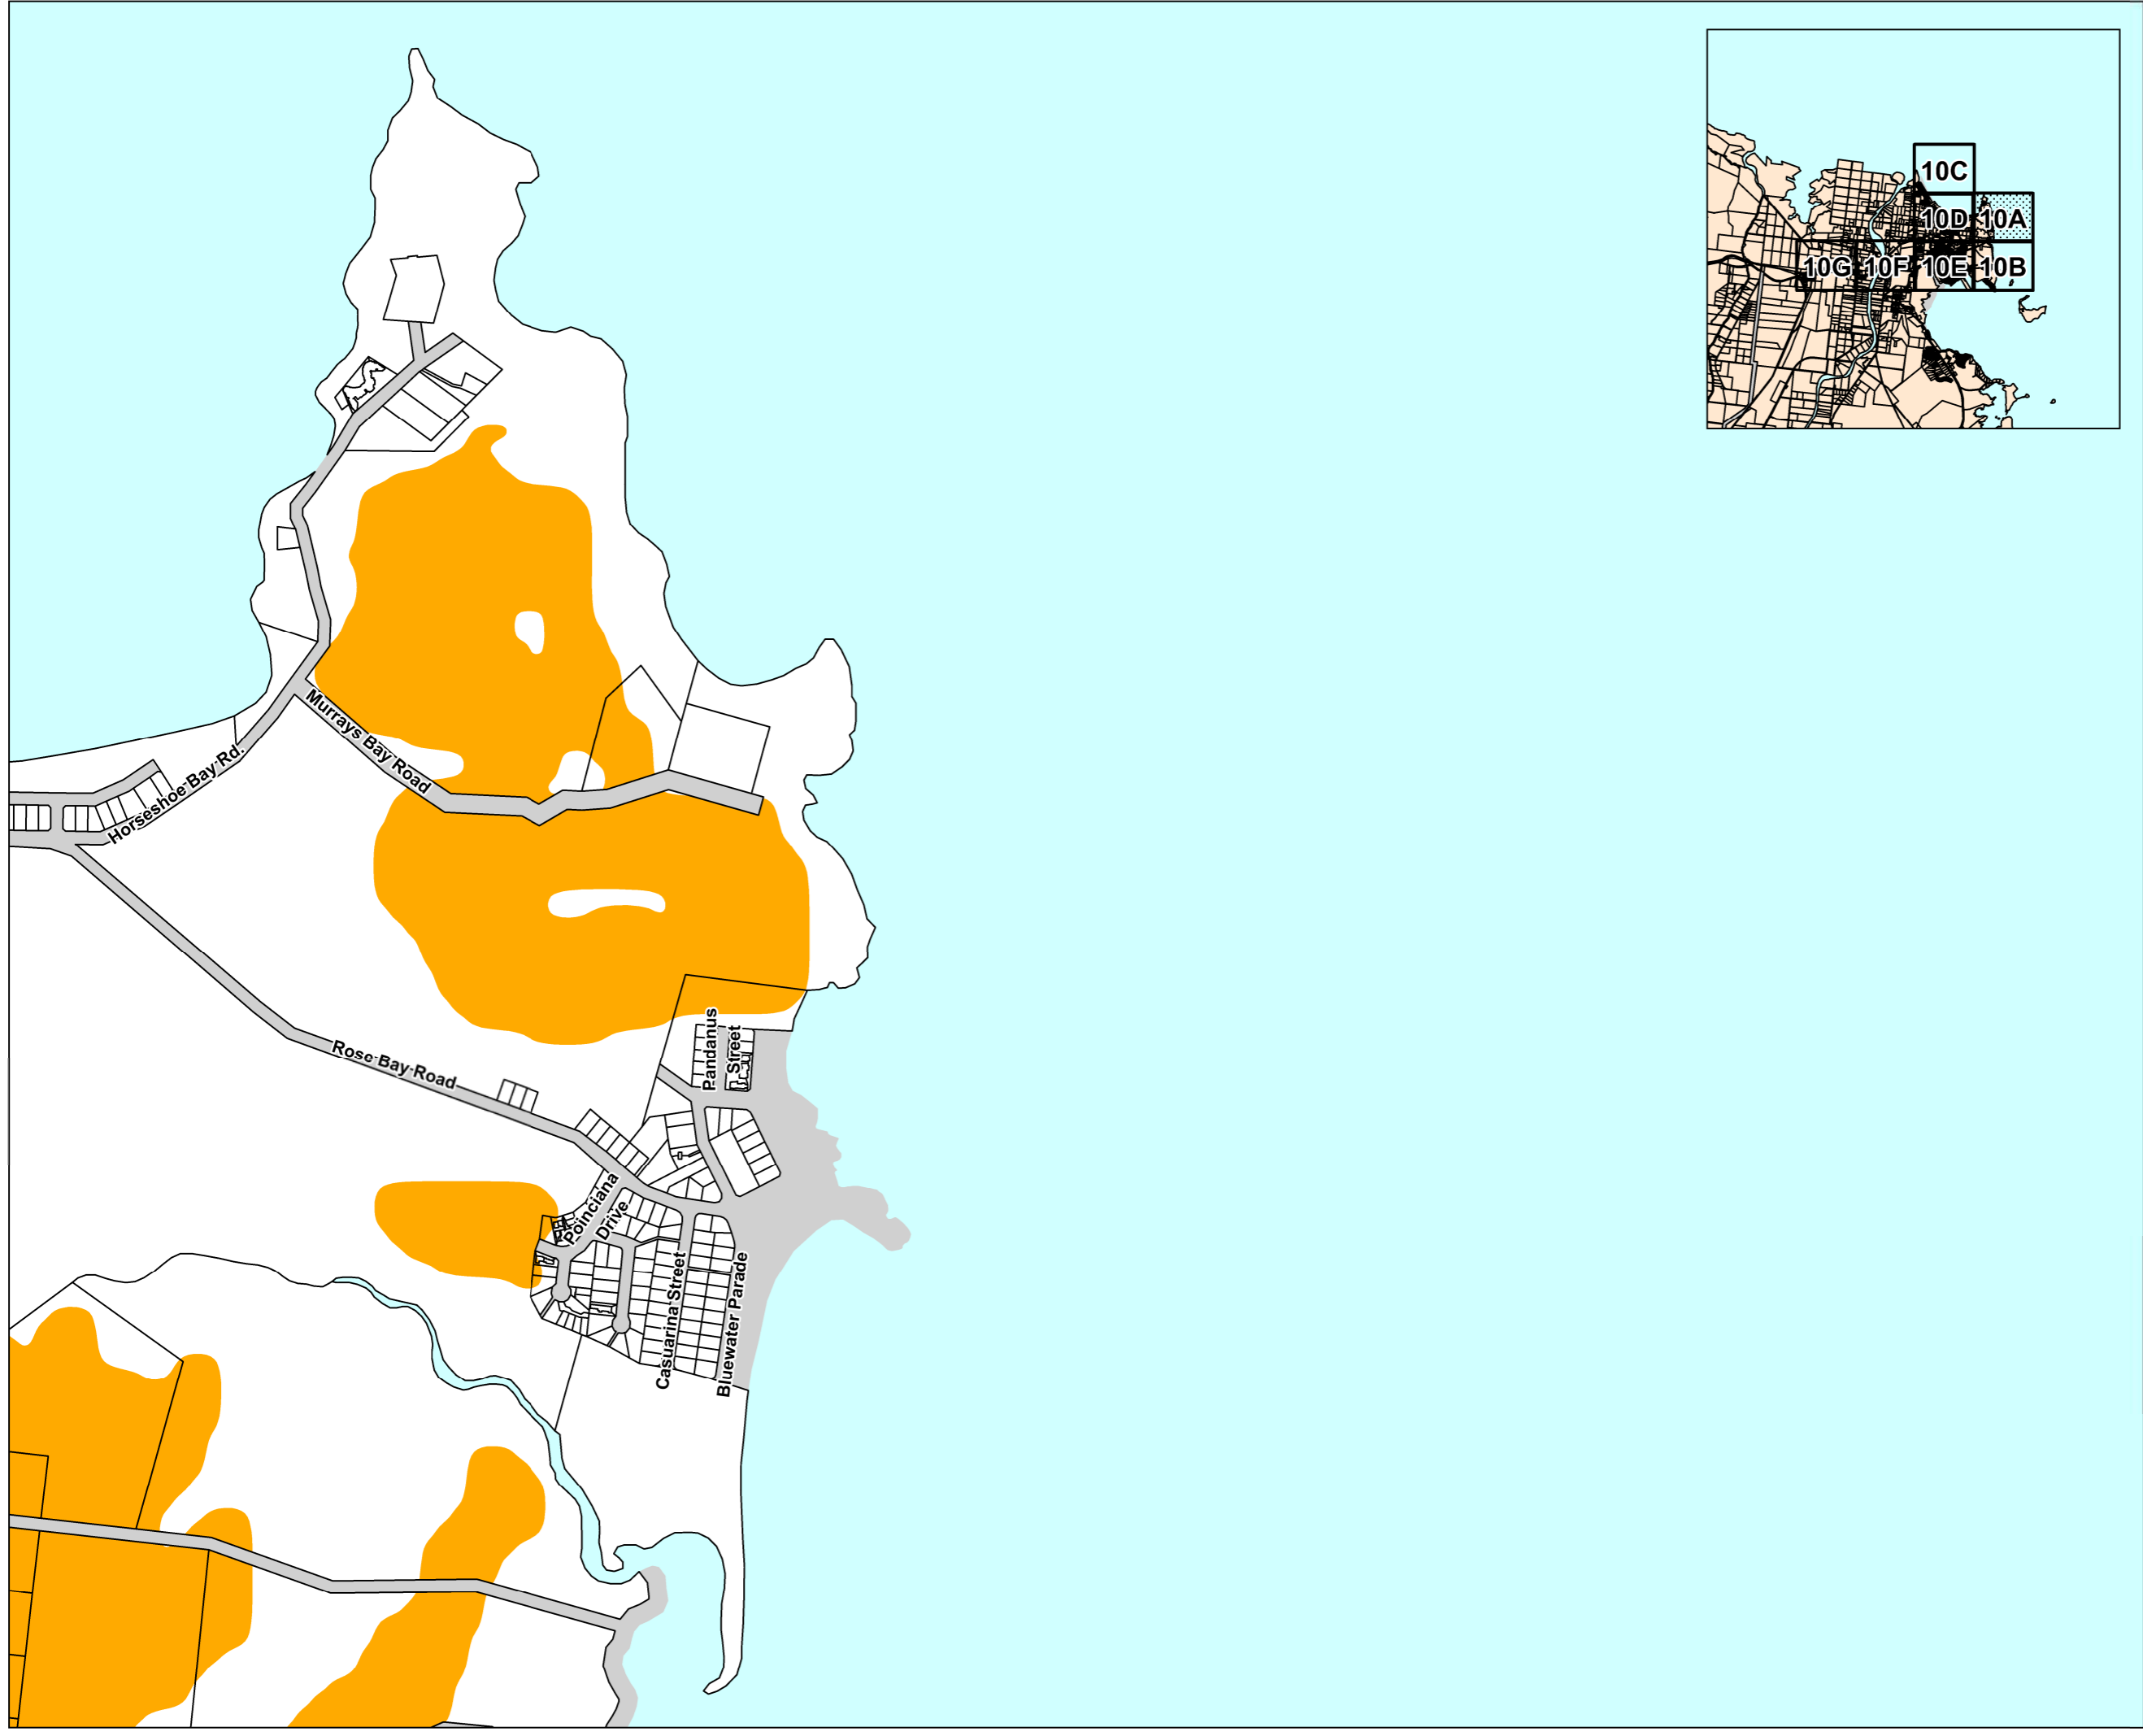 10C
10D
10A
10G
10F
10E
10B
Murrays Bay Road
Horseshoe Bay Rd.
Rose Bay Road
Pandanus
Street
Poinciana
Drive
Casuarina Street
Bluewater Parade